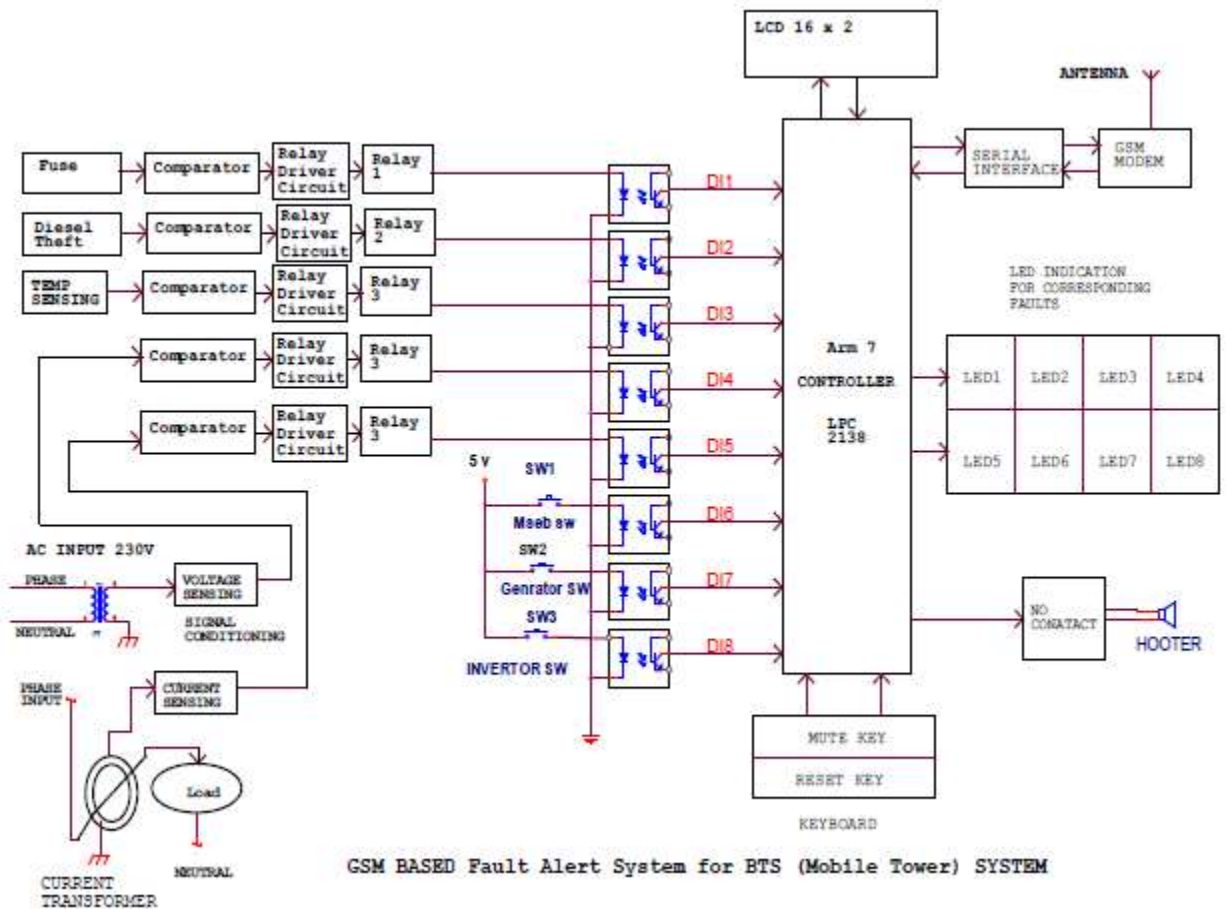 LCD 16 x 2
ANTENNA
Fuse
Comparator
Relay
Driver
Circuit
Relay
1
SERIAL
INTERFACE
GSM
MODEM
DI1
Diesel
Theft
Comparator
Relay
Driver
Circuit
Relay
2
DI2
TEMP
SENSING
Comparator
Relay
Driver
Circuit
Relay
3
DI3
LED INDICATION
FOR CORRESPONDING
FAULTS
Comparator
Relay
Driver
Circuit
Relay
3
DI4
Arm 7
CONTROLLER
LPC
2138
LED1 LED2 LED3 LED4
LED5 LED6 LED7 LED8
Comparator
Relay
Driver
Circuit
Relay
3
DI5
5 v
SW1
Mseb sw
DI6
SW2
Genrator SW
DI7
SW3
INVERTOR SW
DI8
AC INPUT 230V
PHASE
NEUTRAL
VOLTAGE
SENSING
SIGNAL
CONDITIONING
NO
CONATACT
HOOTER
PHASE
INPUT
CURRENT
SENSING
Load
NEUTRAL
CURRENT
TRANSFORMER
MUTE KEY
RESET KEY
KEYBOARD
GSM BASED Fault Alert System for BTS (Mobile Tower) SYSTEM